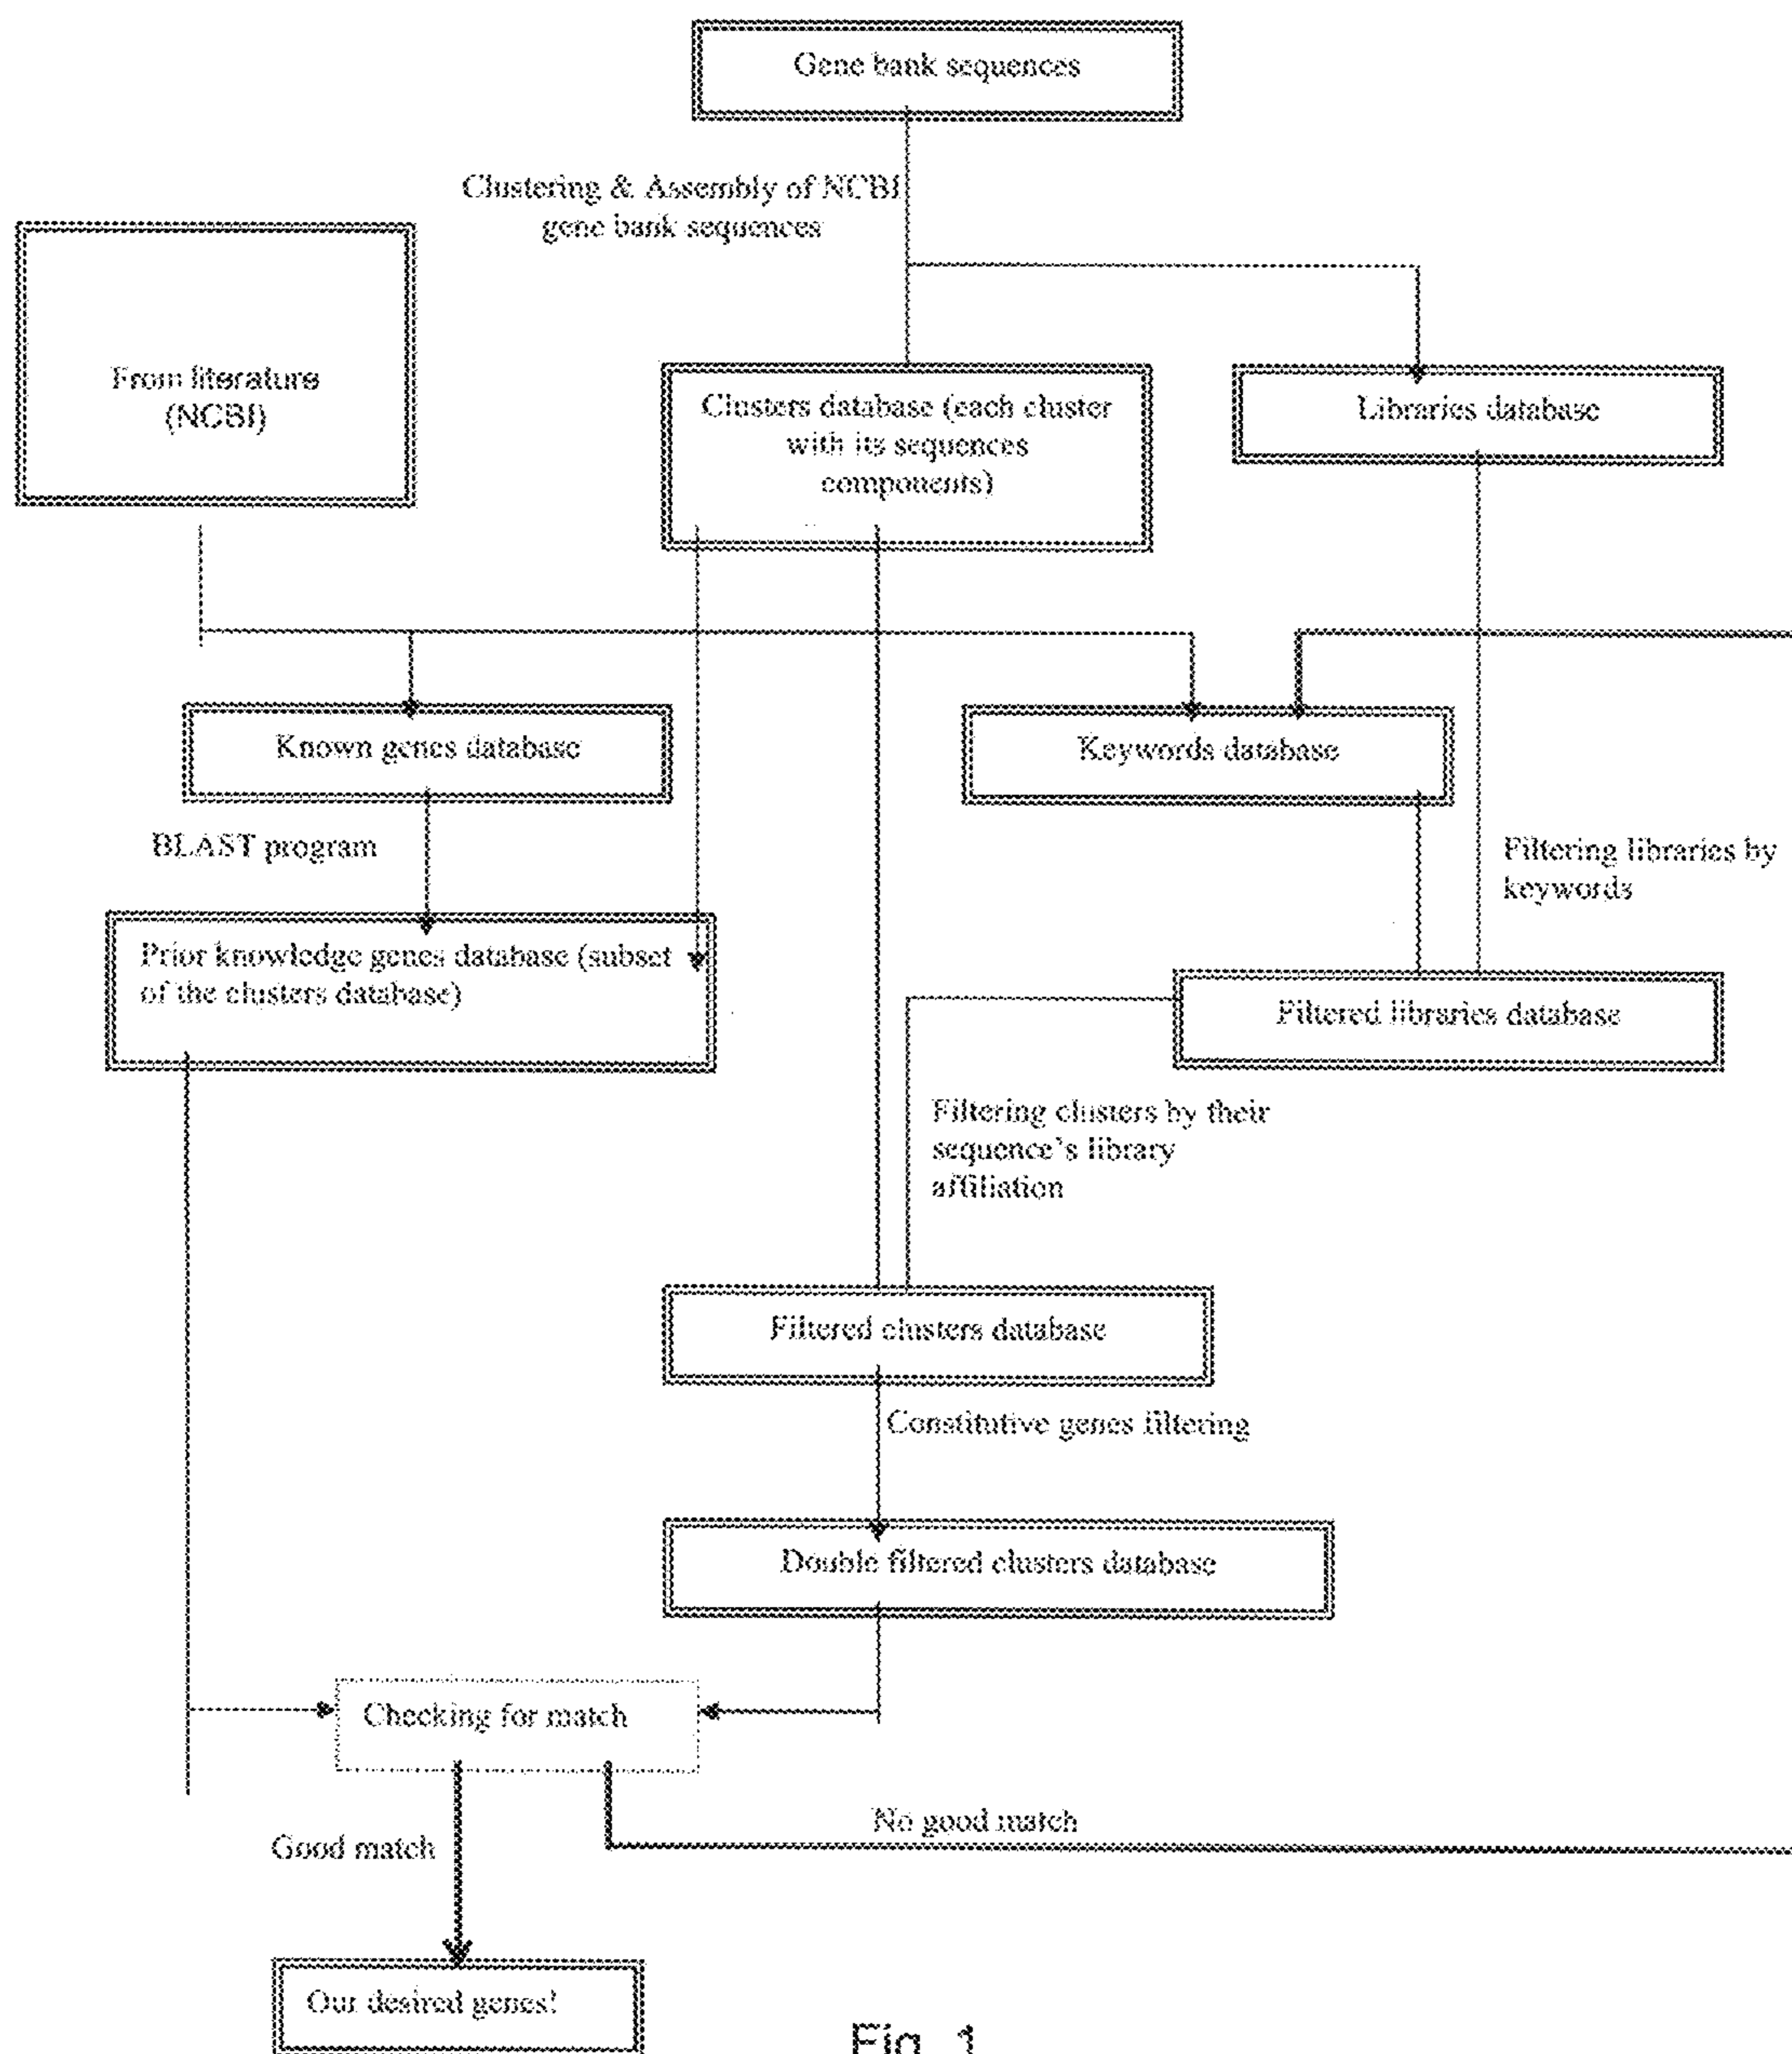 Gene bank sequences
Clustering & Assembly of NCBI
gene bank sequences
From literature
(NCBI)
Clusters database (each cluster
with its sequences
components)
Libraries database
Known genes database
Keywords database
BLAST program
Filtering libraries by
keywords
Prior knowledge genes database (subset
of the clusters database)
Filtered libraries database
Filtering clusters by their
sequence's library
affiliation
Filtered clusters database
Constitutive genes filtering
Double filtered clusters database
Checking for match
No good match
Good match
Our desired genes!
Fig. 1